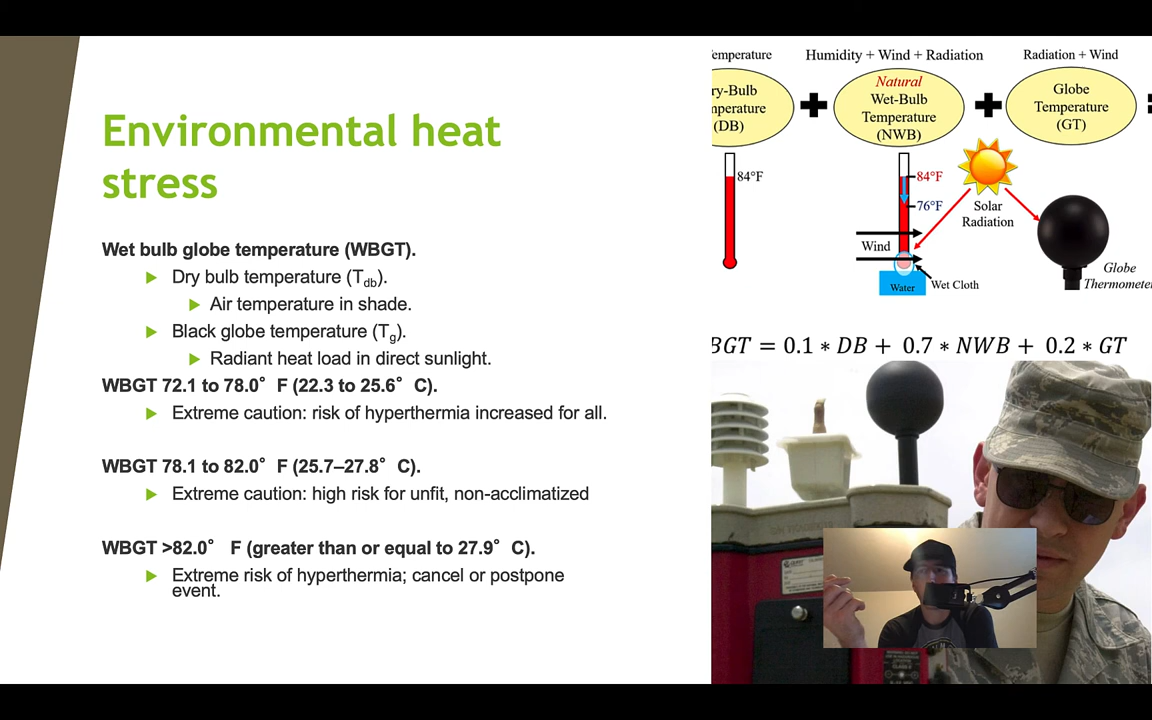 Environmental heat
stress
Wet bulb globe temperature (WBGT).
Dry bulb temperature (Tdb).
Air temperature in shade.
Black globe temperature (Tg).
Radiant heat load in direct sunlight.
WBGT 72.1 to 78.0° F (22.3 to 25.6° C).
Extreme caution: risk of hyperthermia increased for all.
WBGT 78.1 to 82.0° F (25.7–27.8° C).
Extreme caution: high risk for unfit, non-acclimatized
WBGT >82.0° F (greater than or equal to 27.9° C).
Extreme risk of hyperthermia; cancel or postpone
event.
emperature
Humidity + Wind + Radiation
Radiation + Wind
ry-Bulb
mperature
(DB)
Natural
Wet-Bulb
Temperature
(NWB)
Globe
Temperature
(GT)
84°F
84°F
76°F
Solar
Radiation
Wind
Water
Wet Cloth
Globe
Thermomete
BGT = 0.1 * DB + 0.7 * NWB + 0.2 * GT